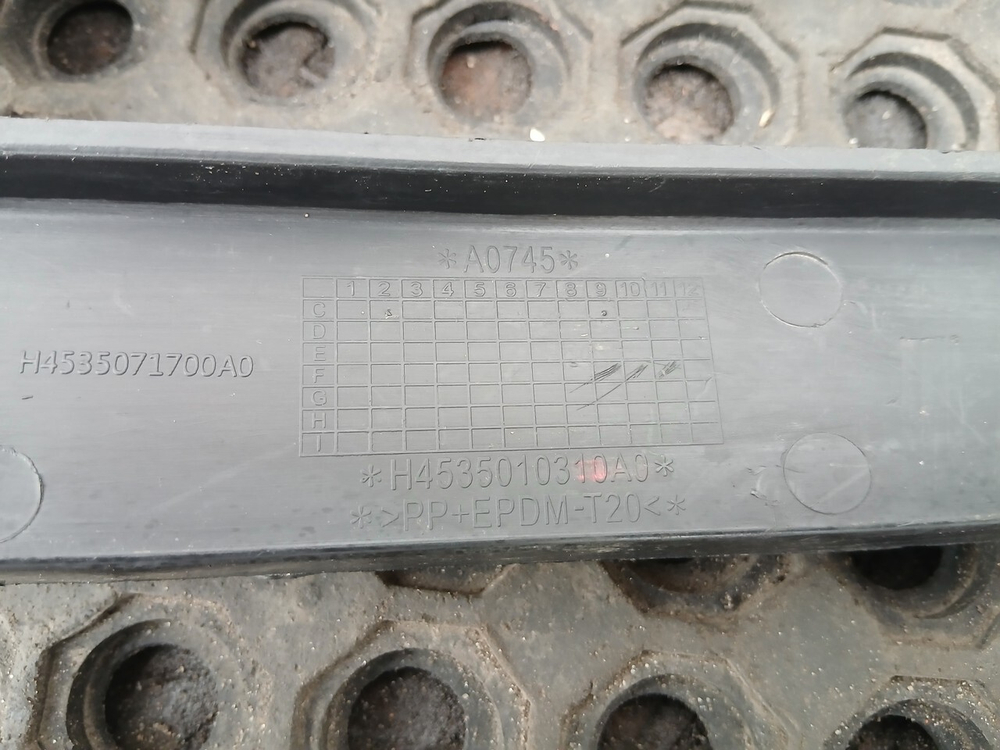 *A0745*
1 2 3 4 5 6 7 8 9 10 11 12
C
D
E
F
G
H
I
H4535071700A0
*H4535010310A0*
*>PP+EPDM-T20<*